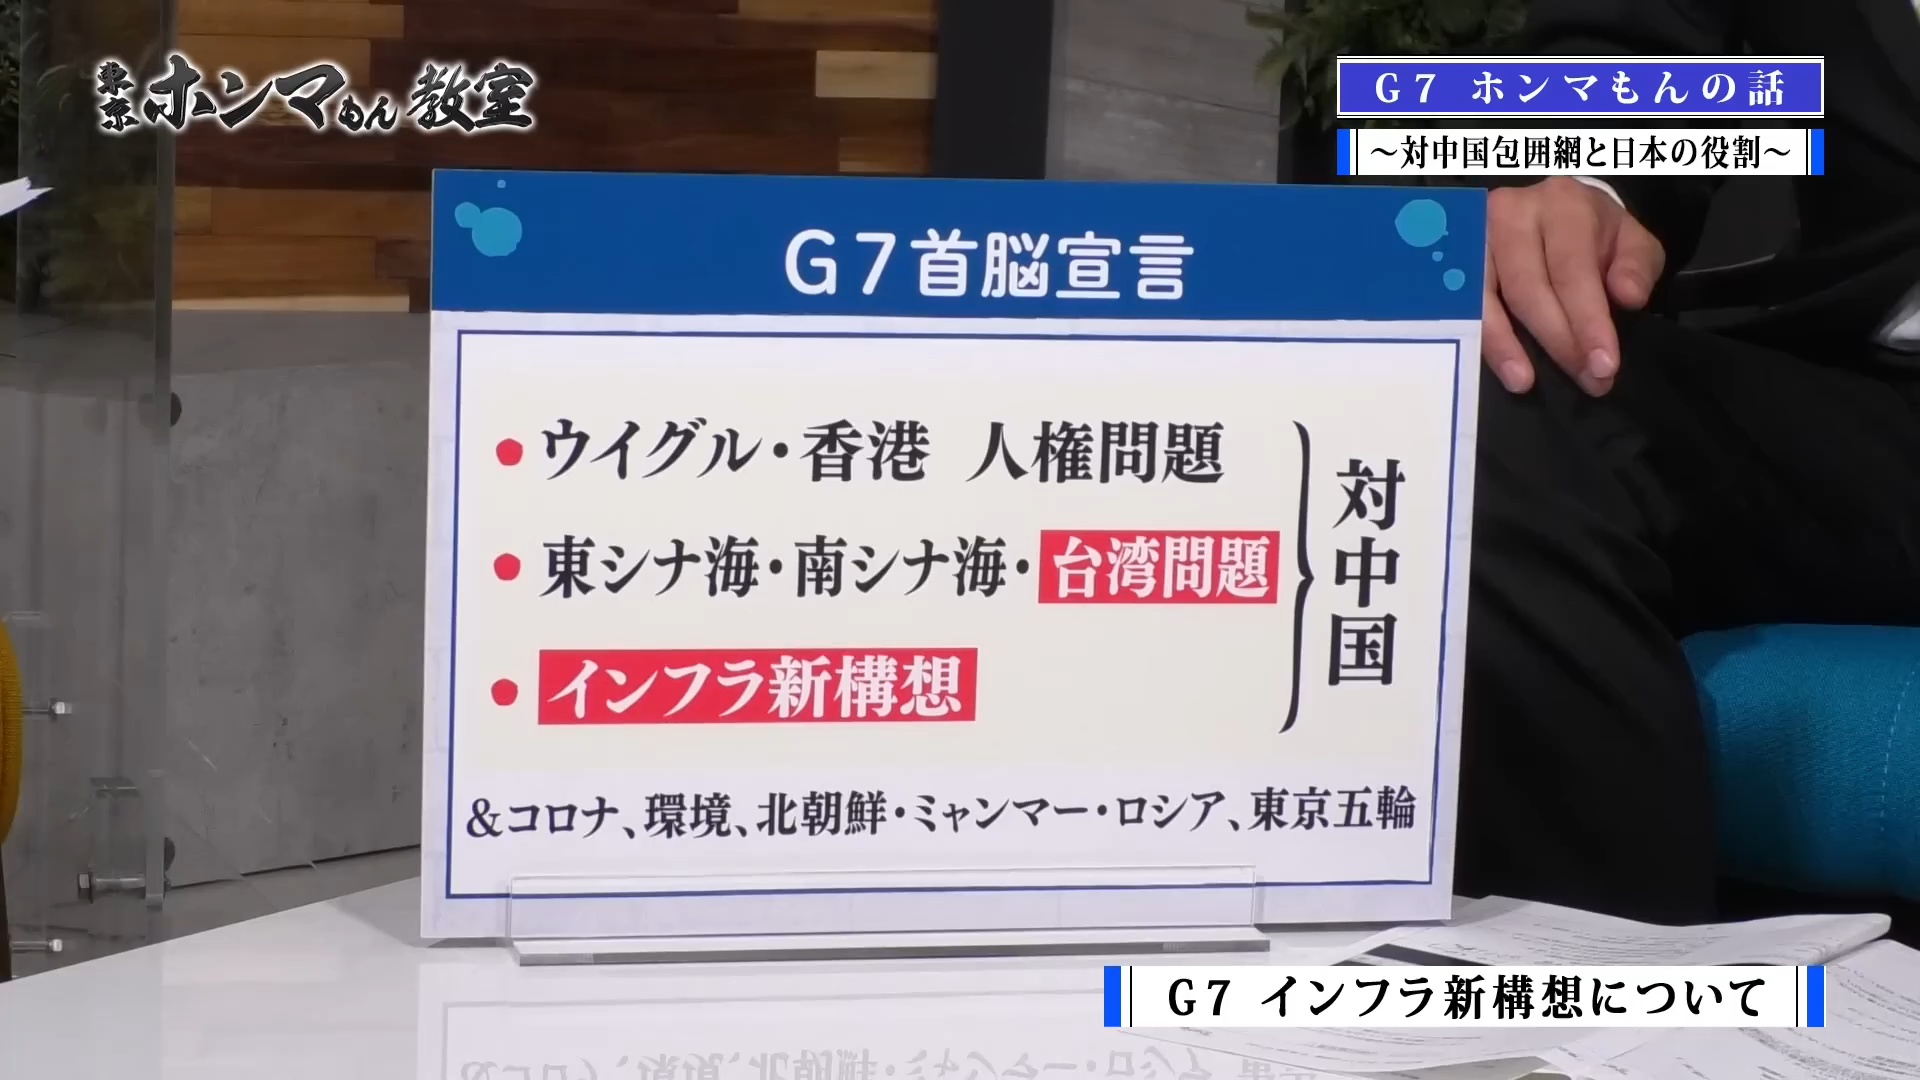 東京ホンマもん教室
G7 ホンマもんの話
～対中国包囲網と日本の役割～
G7首脳宣言
●ウイグル・香港 人権問題
●東シナ海・南シナ海・台湾問題
●インフラ新構想
対中国
&コロナ、環境、北朝鮮・ミャンマー・ロシア、東京五輪
G7 インフラ新構想について